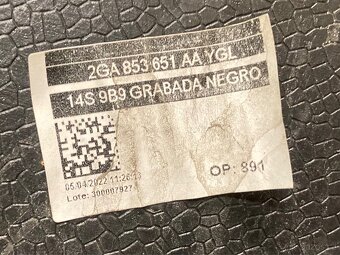 2GA 853 651 AA YGL
14S 9B9 GRABADA NEGRO
OP: 891
05.04.2022 11:26:13
Lote: 300007927